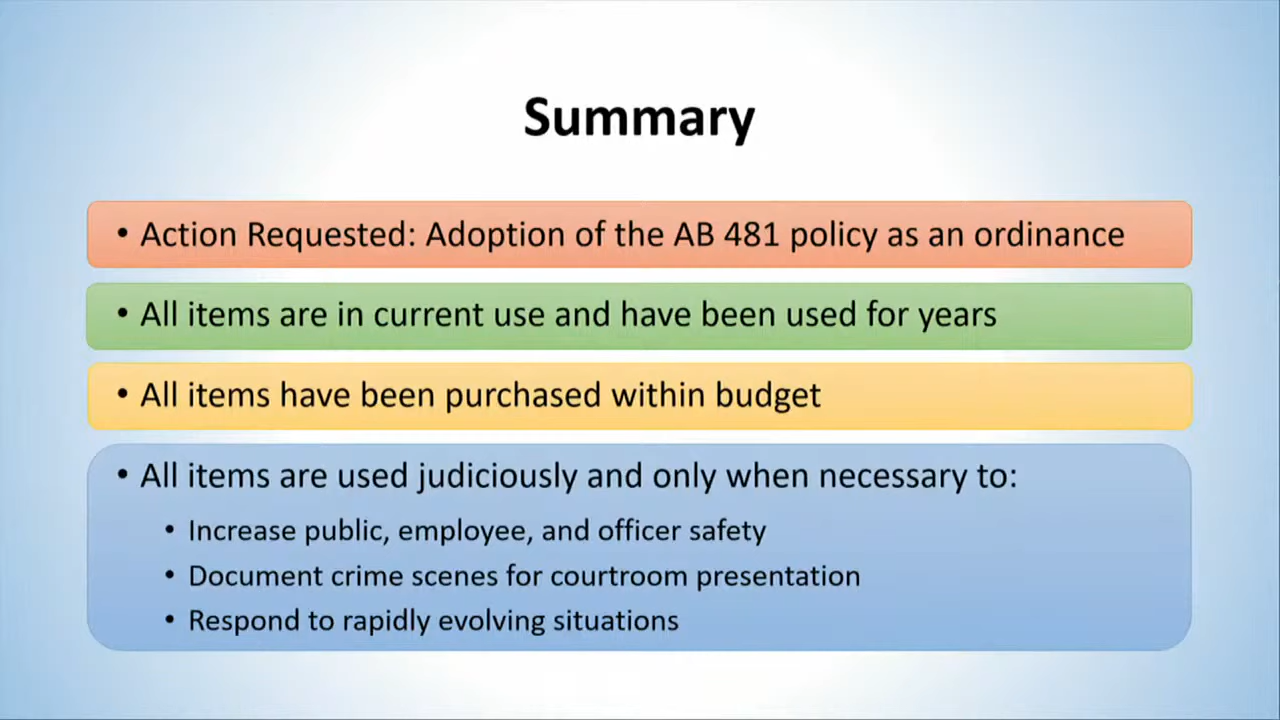 Summary
• Action Requested: Adoption of the AB 481 policy as an ordinance
• All items are in current use and have been used for years
• All items have been purchased within budget
• All items are used judiciously and only when necessary to:
• Increase public, employee, and officer safety
• Document crime scenes for courtroom presentation
• Respond to rapidly evolving situations